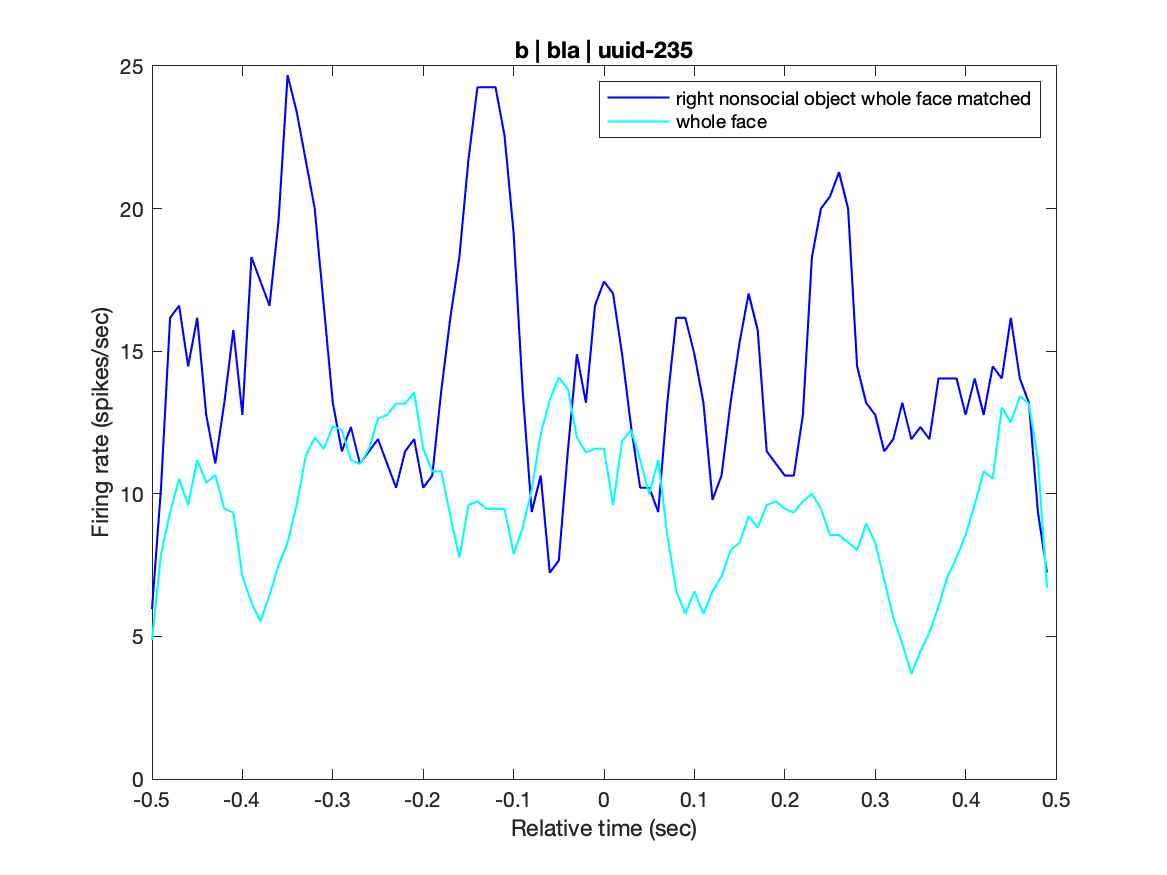 b | bla | uuid-235
right nonsocial object whole face matched
whole face
Firing rate (spikes/sec)
25
20
15
10
5
0
-0.5 -0.4 -0.3 -0.2 -0.1 0 0.1 0.2 0.3 0.4 0.5
Relative time (sec)